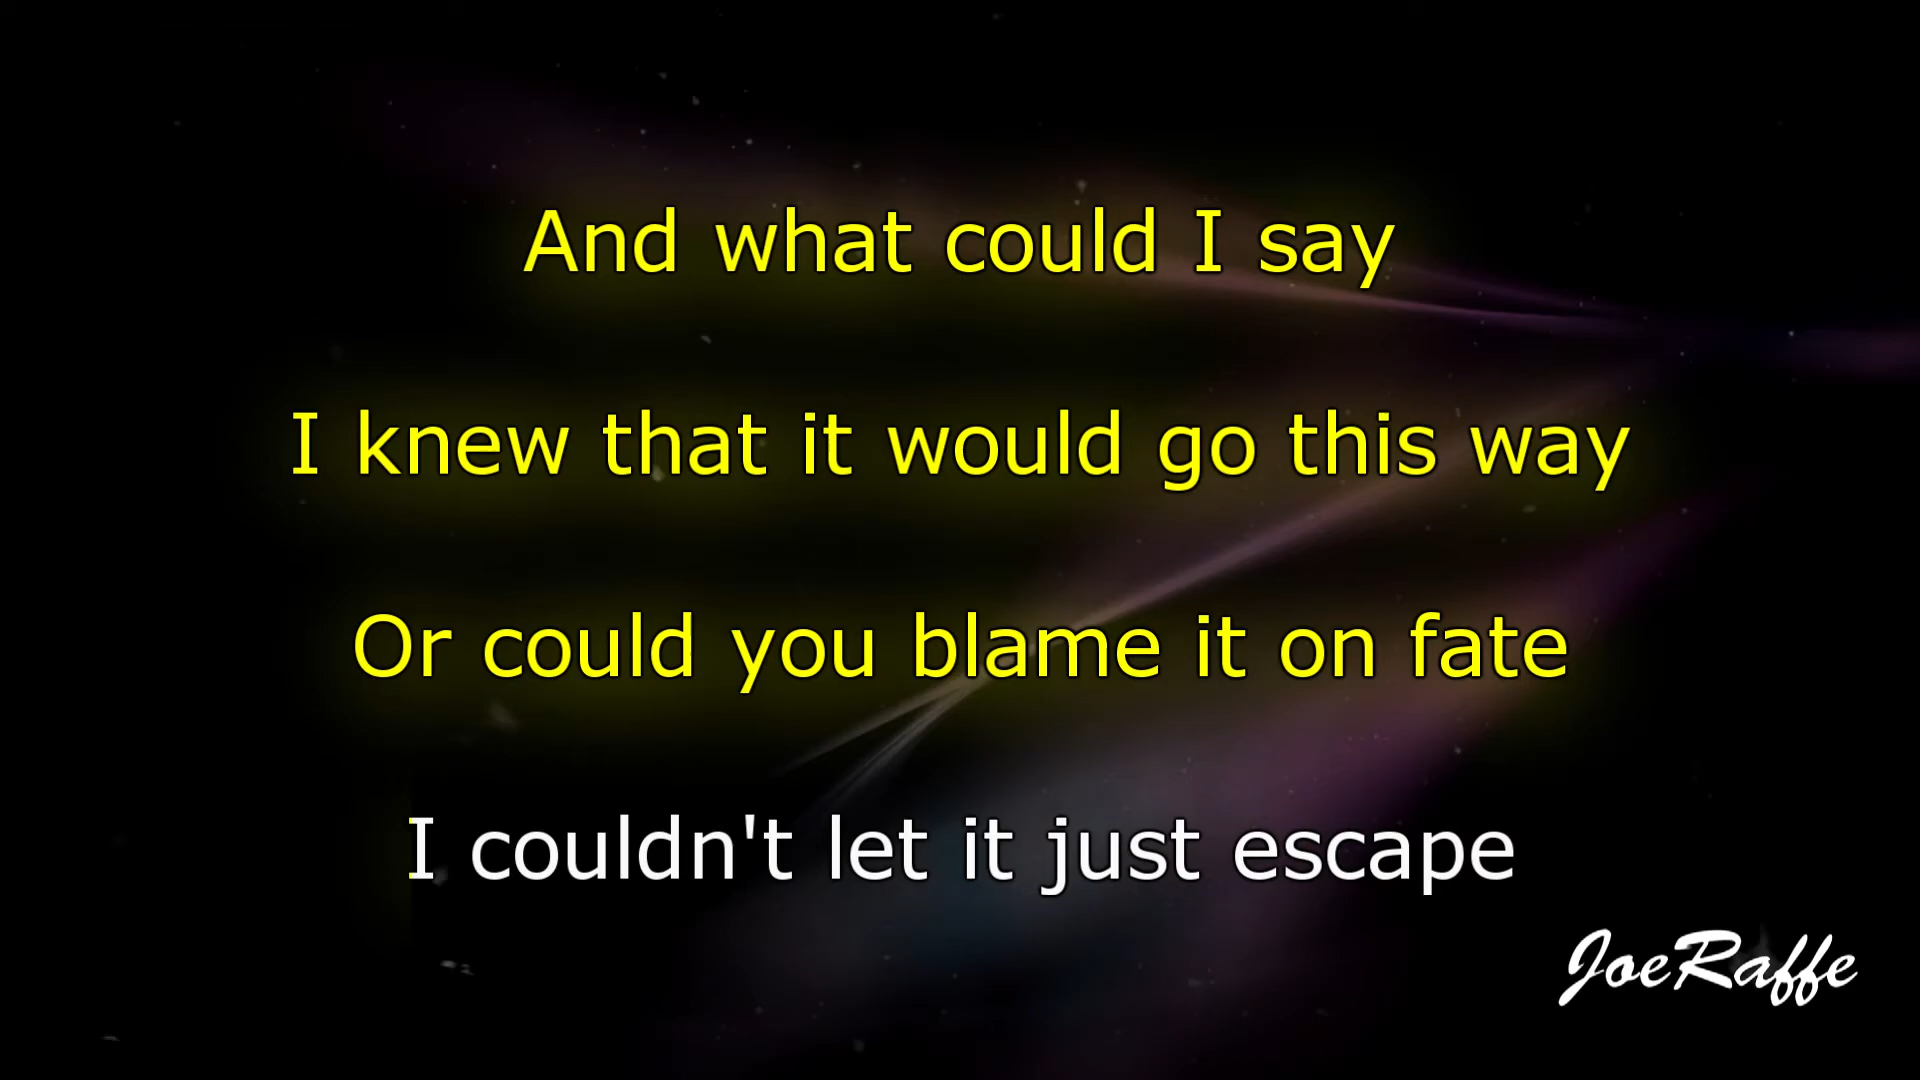 And what could I say
I knew that it would go this way
Or could you blame it on fate
I couldn't let it just escape
JoeRaffe